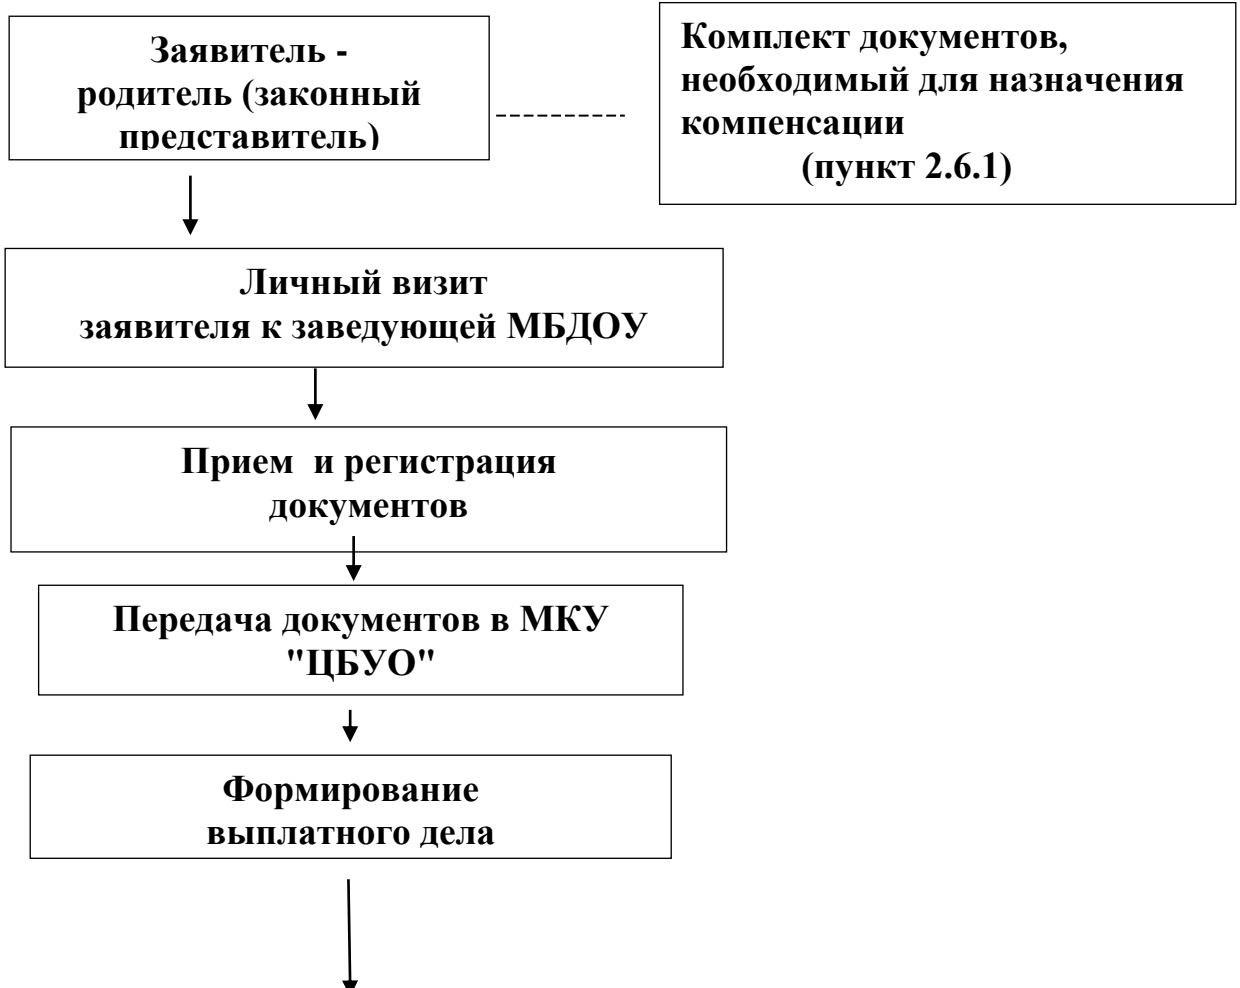 Заявитель -
родитель (законный
представитель)
Комплект документов,
необходимый для назначения
компенсации
(пункт 2.6.1)
Личный визит
заявителя к заведующей МБДОУ
Прием  и регистрация
документов
Передача документов в МКУ
"ЦБУО"
Формирование
выплатного дела